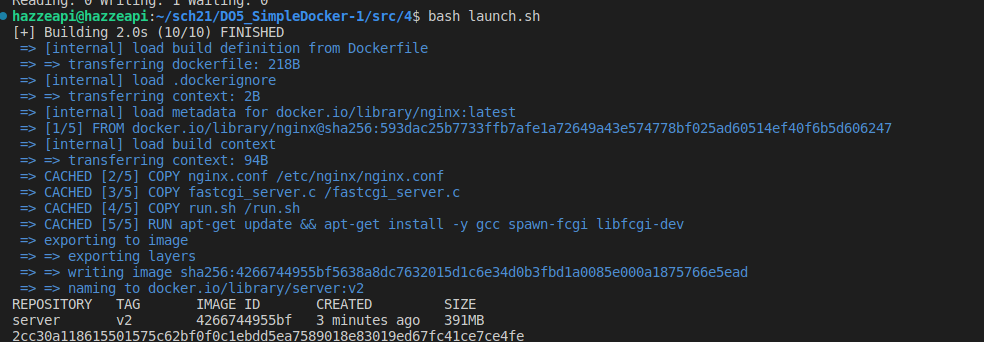 Reading: 0 Writing: 1 Waiting: 0
hazzeapi@hazzeapi:~/sch21/DO5_SimpleDocker-1/src/4$ bash launch.sh
[+] Building 2.0s (10/10) FINISHED
=> [internal] load build definition from Dockerfile
=> => transferring dockerfile: 218B
=> [internal] load .dockerignore
=> => transferring context: 2B
=> [internal] load metadata for docker.io/library/nginx:latest
=> [1/5] FROM docker.io/library/nginx@sha256:593dac25b7733ffb7afe1a72649a43e574778bf025ad60514ef40f6b5d606247
=> [internal] load build context
=> => transferring context: 94B
=> CACHED [2/5] COPY nginx.conf /etc/nginx/nginx.conf
=> CACHED [3/5] COPY fastcgi_server.c /fastcgi_server.c
=> CACHED [4/5] COPY run.sh /run.sh
=> CACHED [5/5] RUN apt-get update && apt-get install -y gcc spawn-fcgi libfcgi-dev
=> exporting to image
=> => exporting layers
=> => writing image sha256:4266744955bf5638a8dc7632015d1c6e34d0b3fbd1a0085e000a1875766e5ead
=> => naming to docker.io/library/server:v2
REPOSITORY TAG IMAGE ID CREATED SIZE
server v2 4266744955bf 3 minutes ago 391MB
2cc30a118615501575c62bf0f0c1ebdd5ea7589018e83019ed67fc41ce7ce4fe